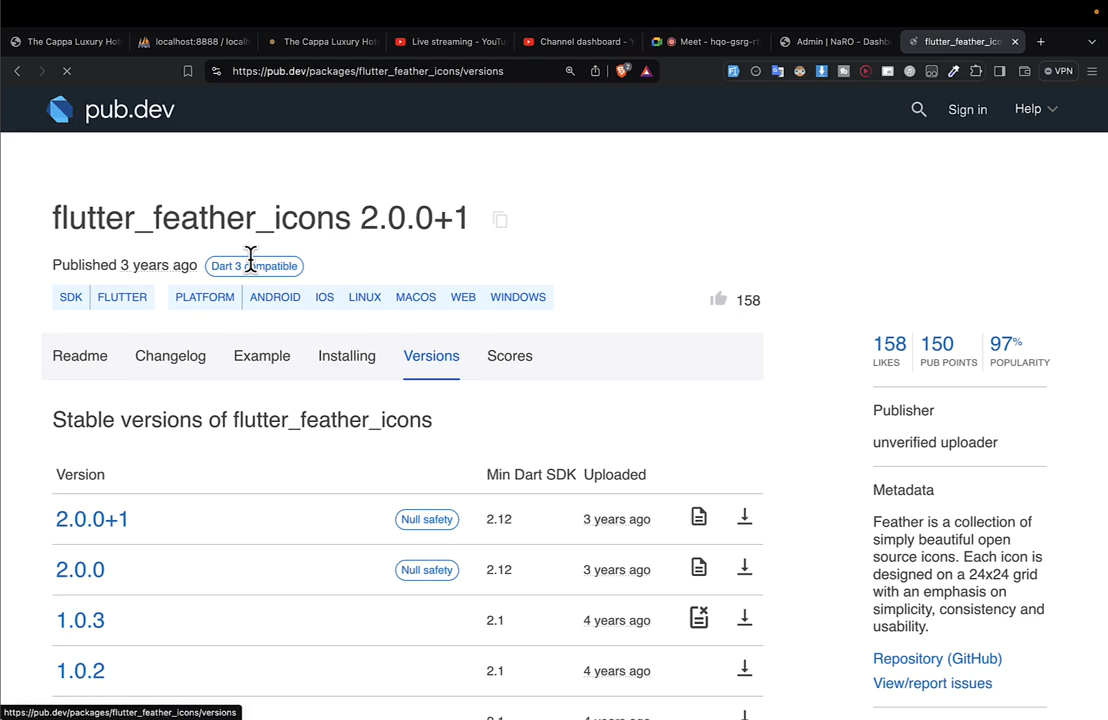 The Cappa Luxury Hot
localhost:8888 / local
The Cappa Luxury Hot
Live streaming - YouTu
Channel dashboard - Y
Meet - hqo-gsrg-r
Admin | NaRO - Dashb
flutter_feather_ico
https://pub.dev/packages/flutter_feather_icons/versions
2
VPN
pub.dev
Sign in
Help
flutter_feather_icons 2.0.0+1
Published 3 years ago
Dart 3 compatible
SDK FLUTTER PLATFORM ANDROID IOS LINUX MACOS WEB WINDOWS
158
Readme Changelog Example Installing Versions Scores
158 LIKES
150 PUB POINTS
97% POPULARITY
Stable versions of flutter_feather_icons
Version Min Dart SDK Uploaded
2.0.0+1 Null safety 2.12 3 years ago
2.0.0 Null safety 2.12 3 years ago
1.0.3 2.1 4 years ago
1.0.2 2.1 4 years ago
Publisher
unverified uploader
Metadata
Feather is a collection of
simply beautiful open
source icons. Each icon is
designed on a 24x24 grid
with an emphasis on
simplicity, consistency and
usability.
Repository (GitHub)
View/report issues
https://pub.dev/packages/flutter_feather_icons/versions